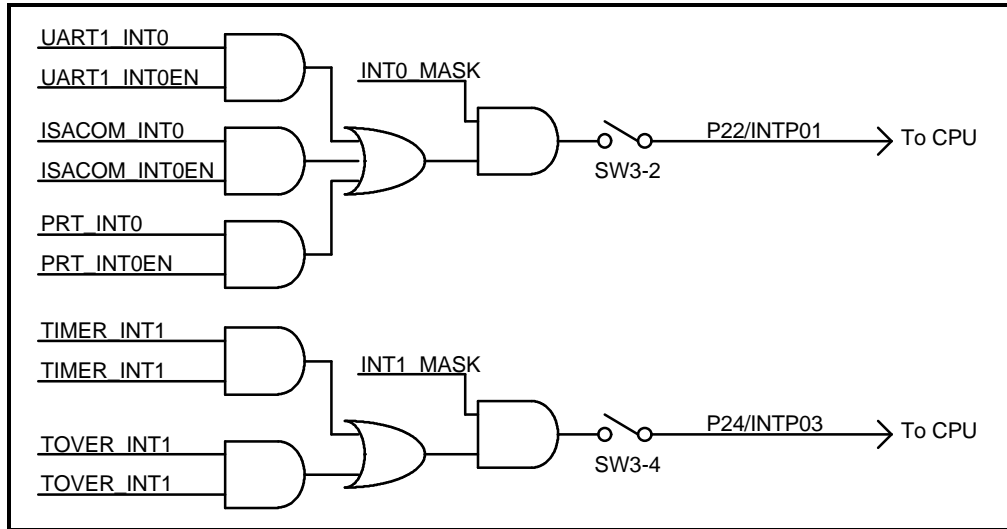 UART1_INT0
UART1_INT0EN
INT0_MASK
ISACOM_INT0
ISACOM_INT0EN
P22/INTP01
To CPU
SW3-2
PRT_INT0
PRT_INT0EN
TIMER_INT1
TIMER_INT1
INT1_MASK
TOVER_INT1
TOVER_INT1
P24/INTP03
To CPU
SW3-4